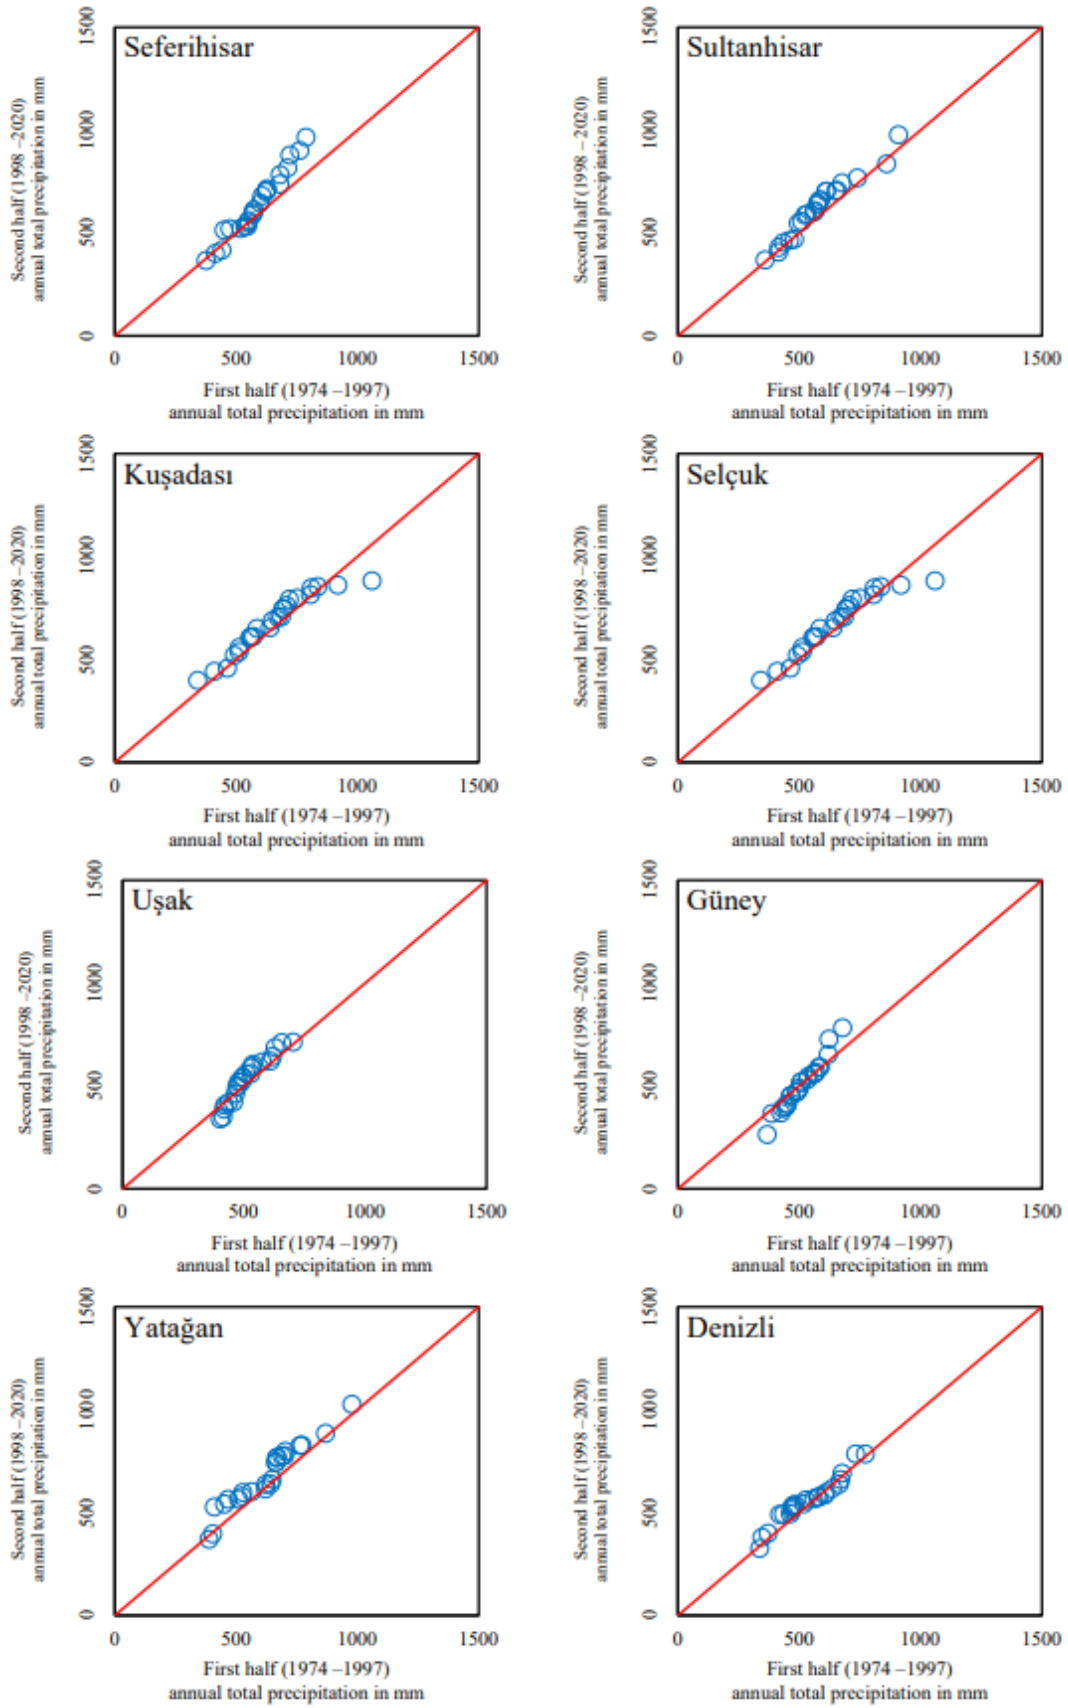 Seferihisar
Second half (1998 –2020)
annual total precipitation in mm
1500
1000
500
0
0 500 1000 1500
First half (1974 –1997)
annual total precipitation in mm
Sultanhisar
Second half (1998 – 2020)
annual total precipitation in mm
1500
1000
500
0
0 500 1000 1500
First half (1974 –1997)
annual total precipitation in mm
Kuşadası
Second half (1998 –2020)
annual total precipitation in mm
1500
1000
500
0
0 500 1000 1500
First half (1974 –1997)
annual total precipitation in mm
Selçuk
Second half (1998 –2020)
annual total precipitation in mm
1500
1000
500
0
0 500 1000 1500
First half (1974 –1997)
annual total precipitation in mm
Uşak
Second half (1998 –2020)
annual total precipitation in mm
1500
1000
500
0
0 500 1000 1500
First half (1974 –1997)
annual total precipitation in mm
Güney
Second half (1998 –2020)
annual total precipitation in mm
1500
1000
500
0
0 500 1000 1500
First half (1974 –1997)
annual total precipitation in mm
Yatağan
Second half (1998 –2020)
annual total precipitation in mm
1500
1000
500
0
0 500 1000 1500
First half (1974 –1997)
annual total precipitation in mm
Denizli
Second half (1998 –2020)
annual total precipitation in mm
1500
1000
500
0
0 500 1000 1500
First half (1974 –1997)
annual total precipitation in mm